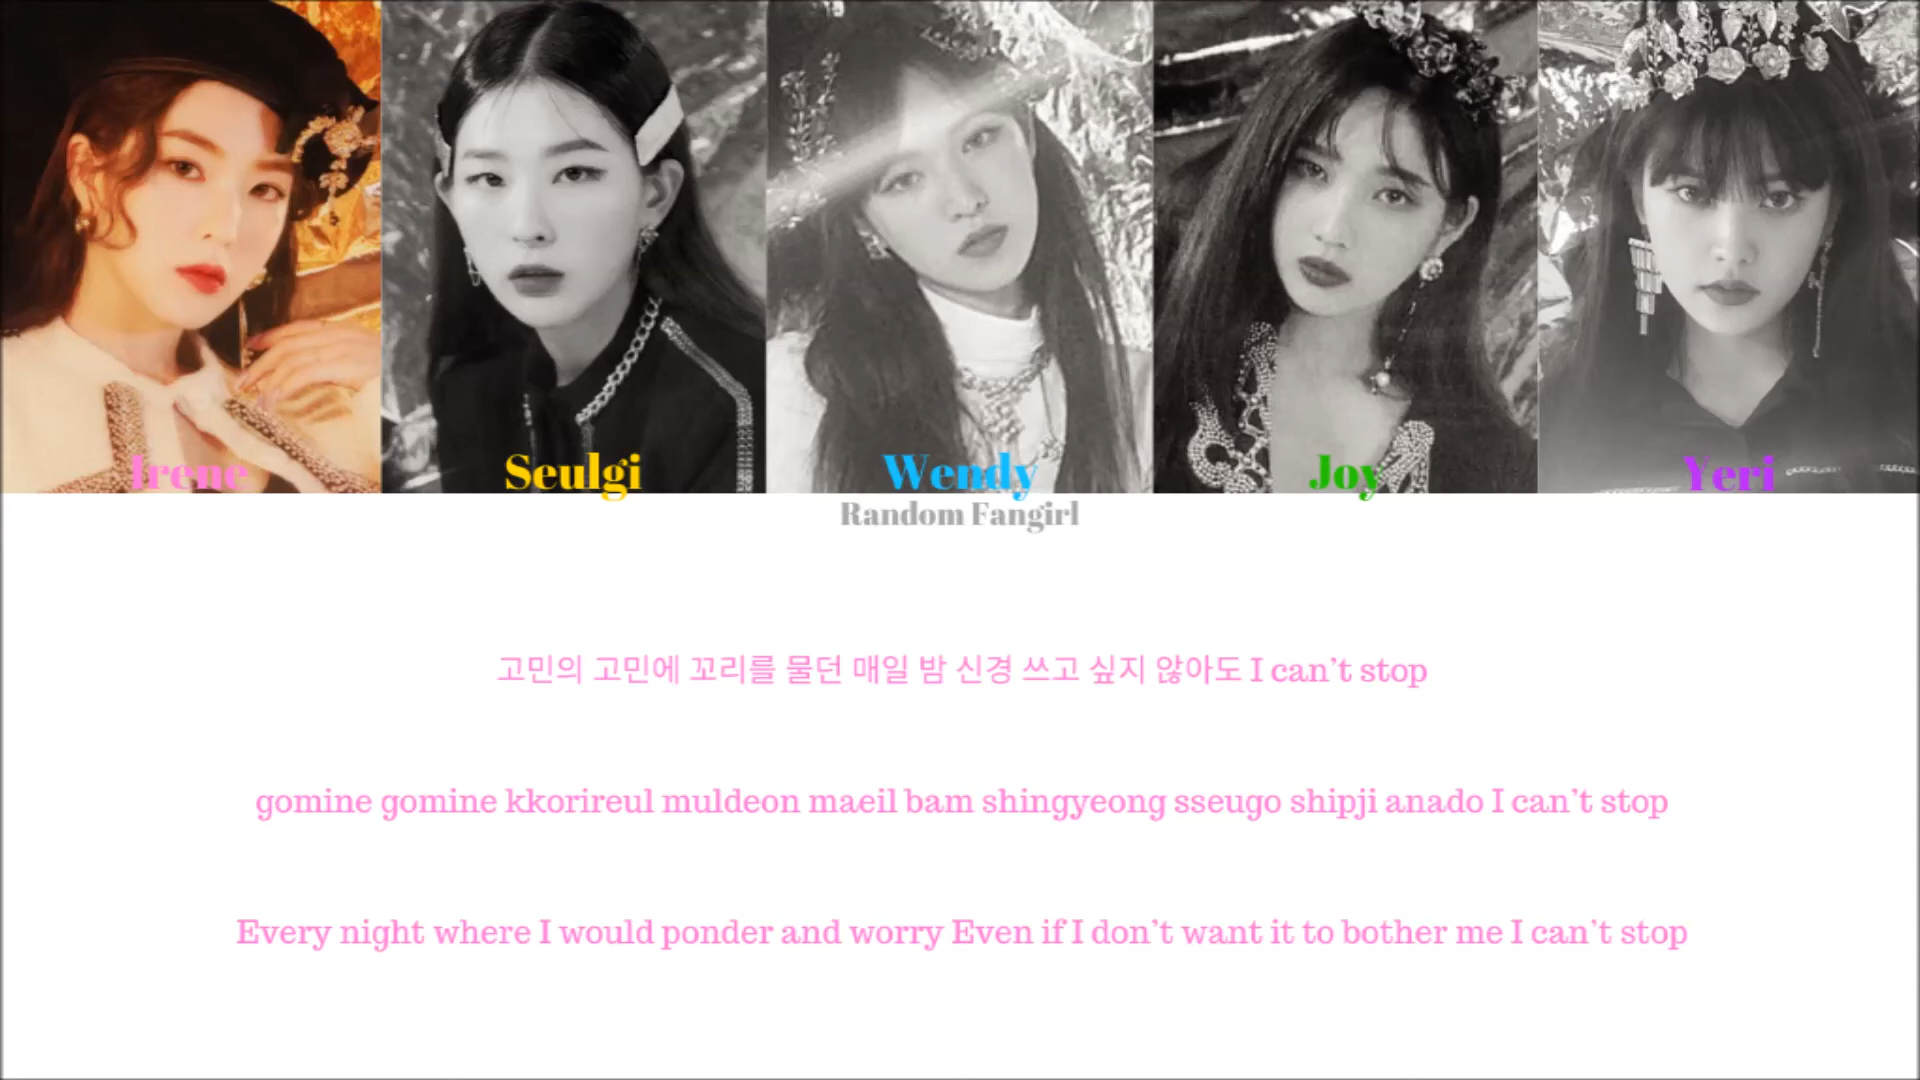 Irene Seulgi Wendy Joy Yeri
Random Fangirl
고민의 고민에 꼬리를 물던 매일 밤 신경 쓰고 싶지 않아도 I can't stop
gomine gomine kkorireul muldeon maeil bam shingyeong sseugo shipji anado I can't stop
Every night where I would ponder and worry Even if I don't want it to bother me I can't stop